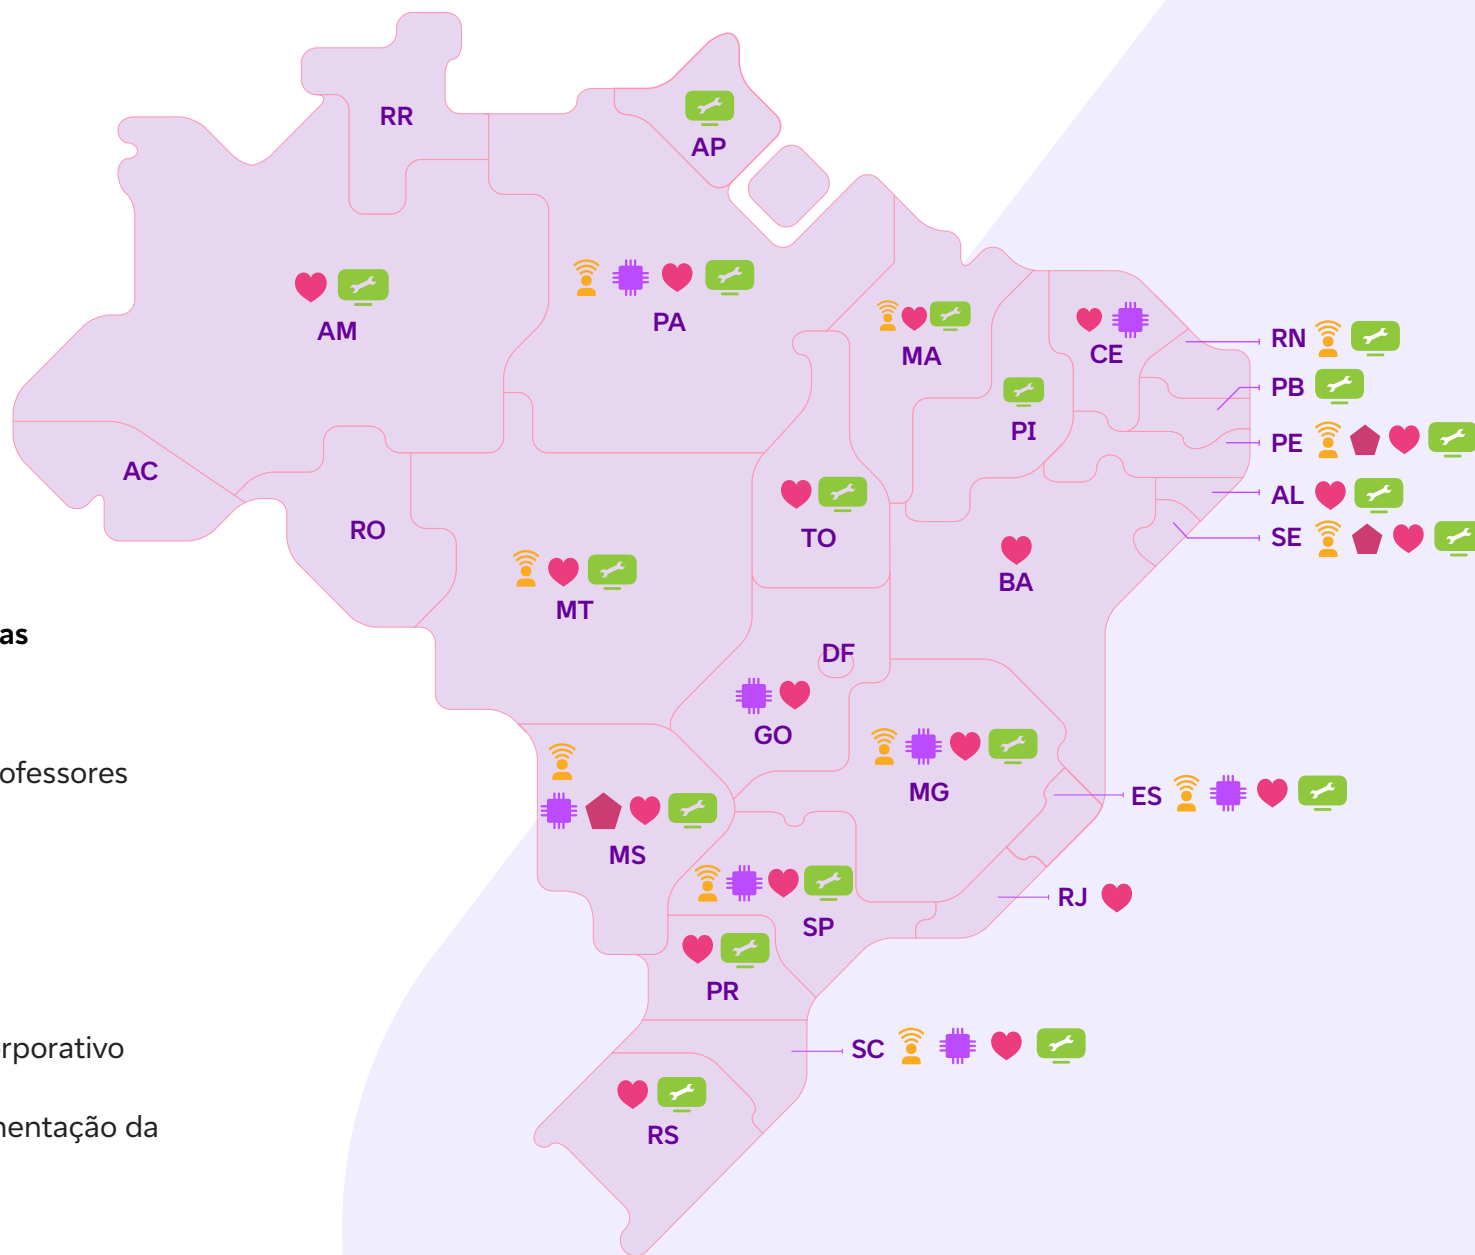 RR
AP
AM
PA
MA
CE
RN
PB
PI
PE
AC
AL
RO
TO
SE
BA
MT
as
DF
GO
ofessores
MG
ES
MS
RJ
SP
PR
rporativo
SC
nentação da
RS